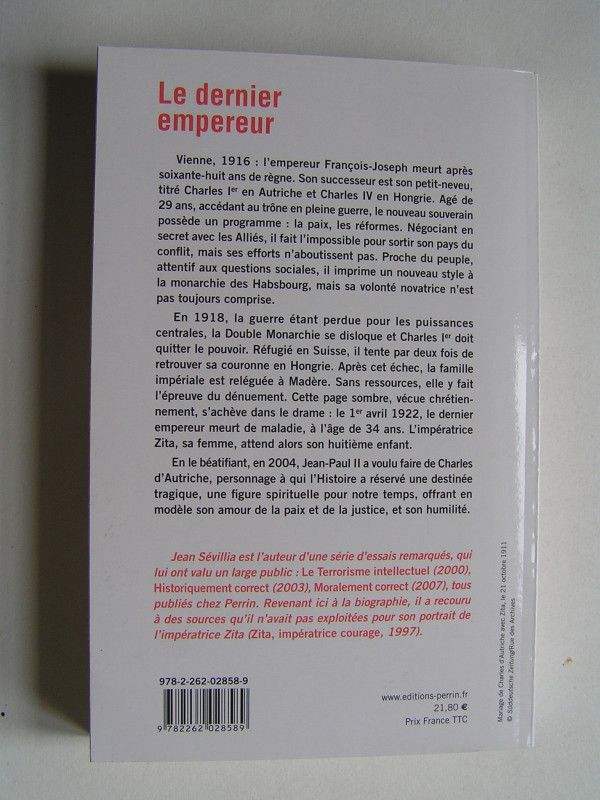 Le dernier
empereur
Vienne, 1916 : l'empereur François-Joseph meurt après
soixante-huit ans de règne. Son successeur est son petit-neveu,
titré Charles Ier en Autriche et Charles IV en Hongrie. Agé de
29 ans, accédant au trône en pleine guerre, le nouveau souverain
possède un programme : la paix, les réformes. Négociant en
secret avec les Alliés, il fait l'impossible pour sortir son pays du
conflit, mais ses efforts n'aboutissent pas. Proche du peuple,
attentif aux questions sociales, il imprime un nouveau style à
la monarchie des Habsbourg, mais sa volonté novatrice n'est
pas toujours comprise.
En 1918, la guerre étant perdue pour les puissances
centrales, la Double Monarchie se disloque et Charles Ier doit
quitter le pouvoir. Réfugié en Suisse, il tente par deux fois de
retrouver sa couronne en Hongrie. Après cet échec, la famille
impériale est reléguée à Madère. Sans ressources, elle y fait
l'épreuve du dénuement. Cette page sombre, vécue chrétien-
nement, s'achève dans le drame : le 1er avril 1922, le dernier
empereur meurt de maladie, à l'âge de 34 ans. L'impératrice
Zita, sa femme, attend alors son huitième enfant.
En le béatifiant, en 2004, Jean-Paul II a voulu faire de Charles
d'Autriche, personnage à qui l'Histoire a réservé une destinée
tragique, une figure spirituelle pour notre temps, offrant en
modèle son amour de la paix et de la justice, et son humilité.
Jean Sévillia est l'auteur d'une série d'essais remarqués, qui
lui ont valu un large public : Le Terrorisme intellectuel (2000),
Historiquement correct (2003), Moralement correct (2007), tous
publiés chez Perrin. Revenant ici à la biographie, il a recouru
à des sources qu'il n'avait pas exploitées pour son portrait de
l'impératrice Zita (Zita, impératrice courage, 1997).
978-2-262-02858-9
9 782262 028589
www.editions-perrin.fr
21,80 €
Prix France TTC
Mariage de Charles d'Autriche avec Zita, le 21 octobre 1911
© Süddeutsche Zeitung/Rue des Archives